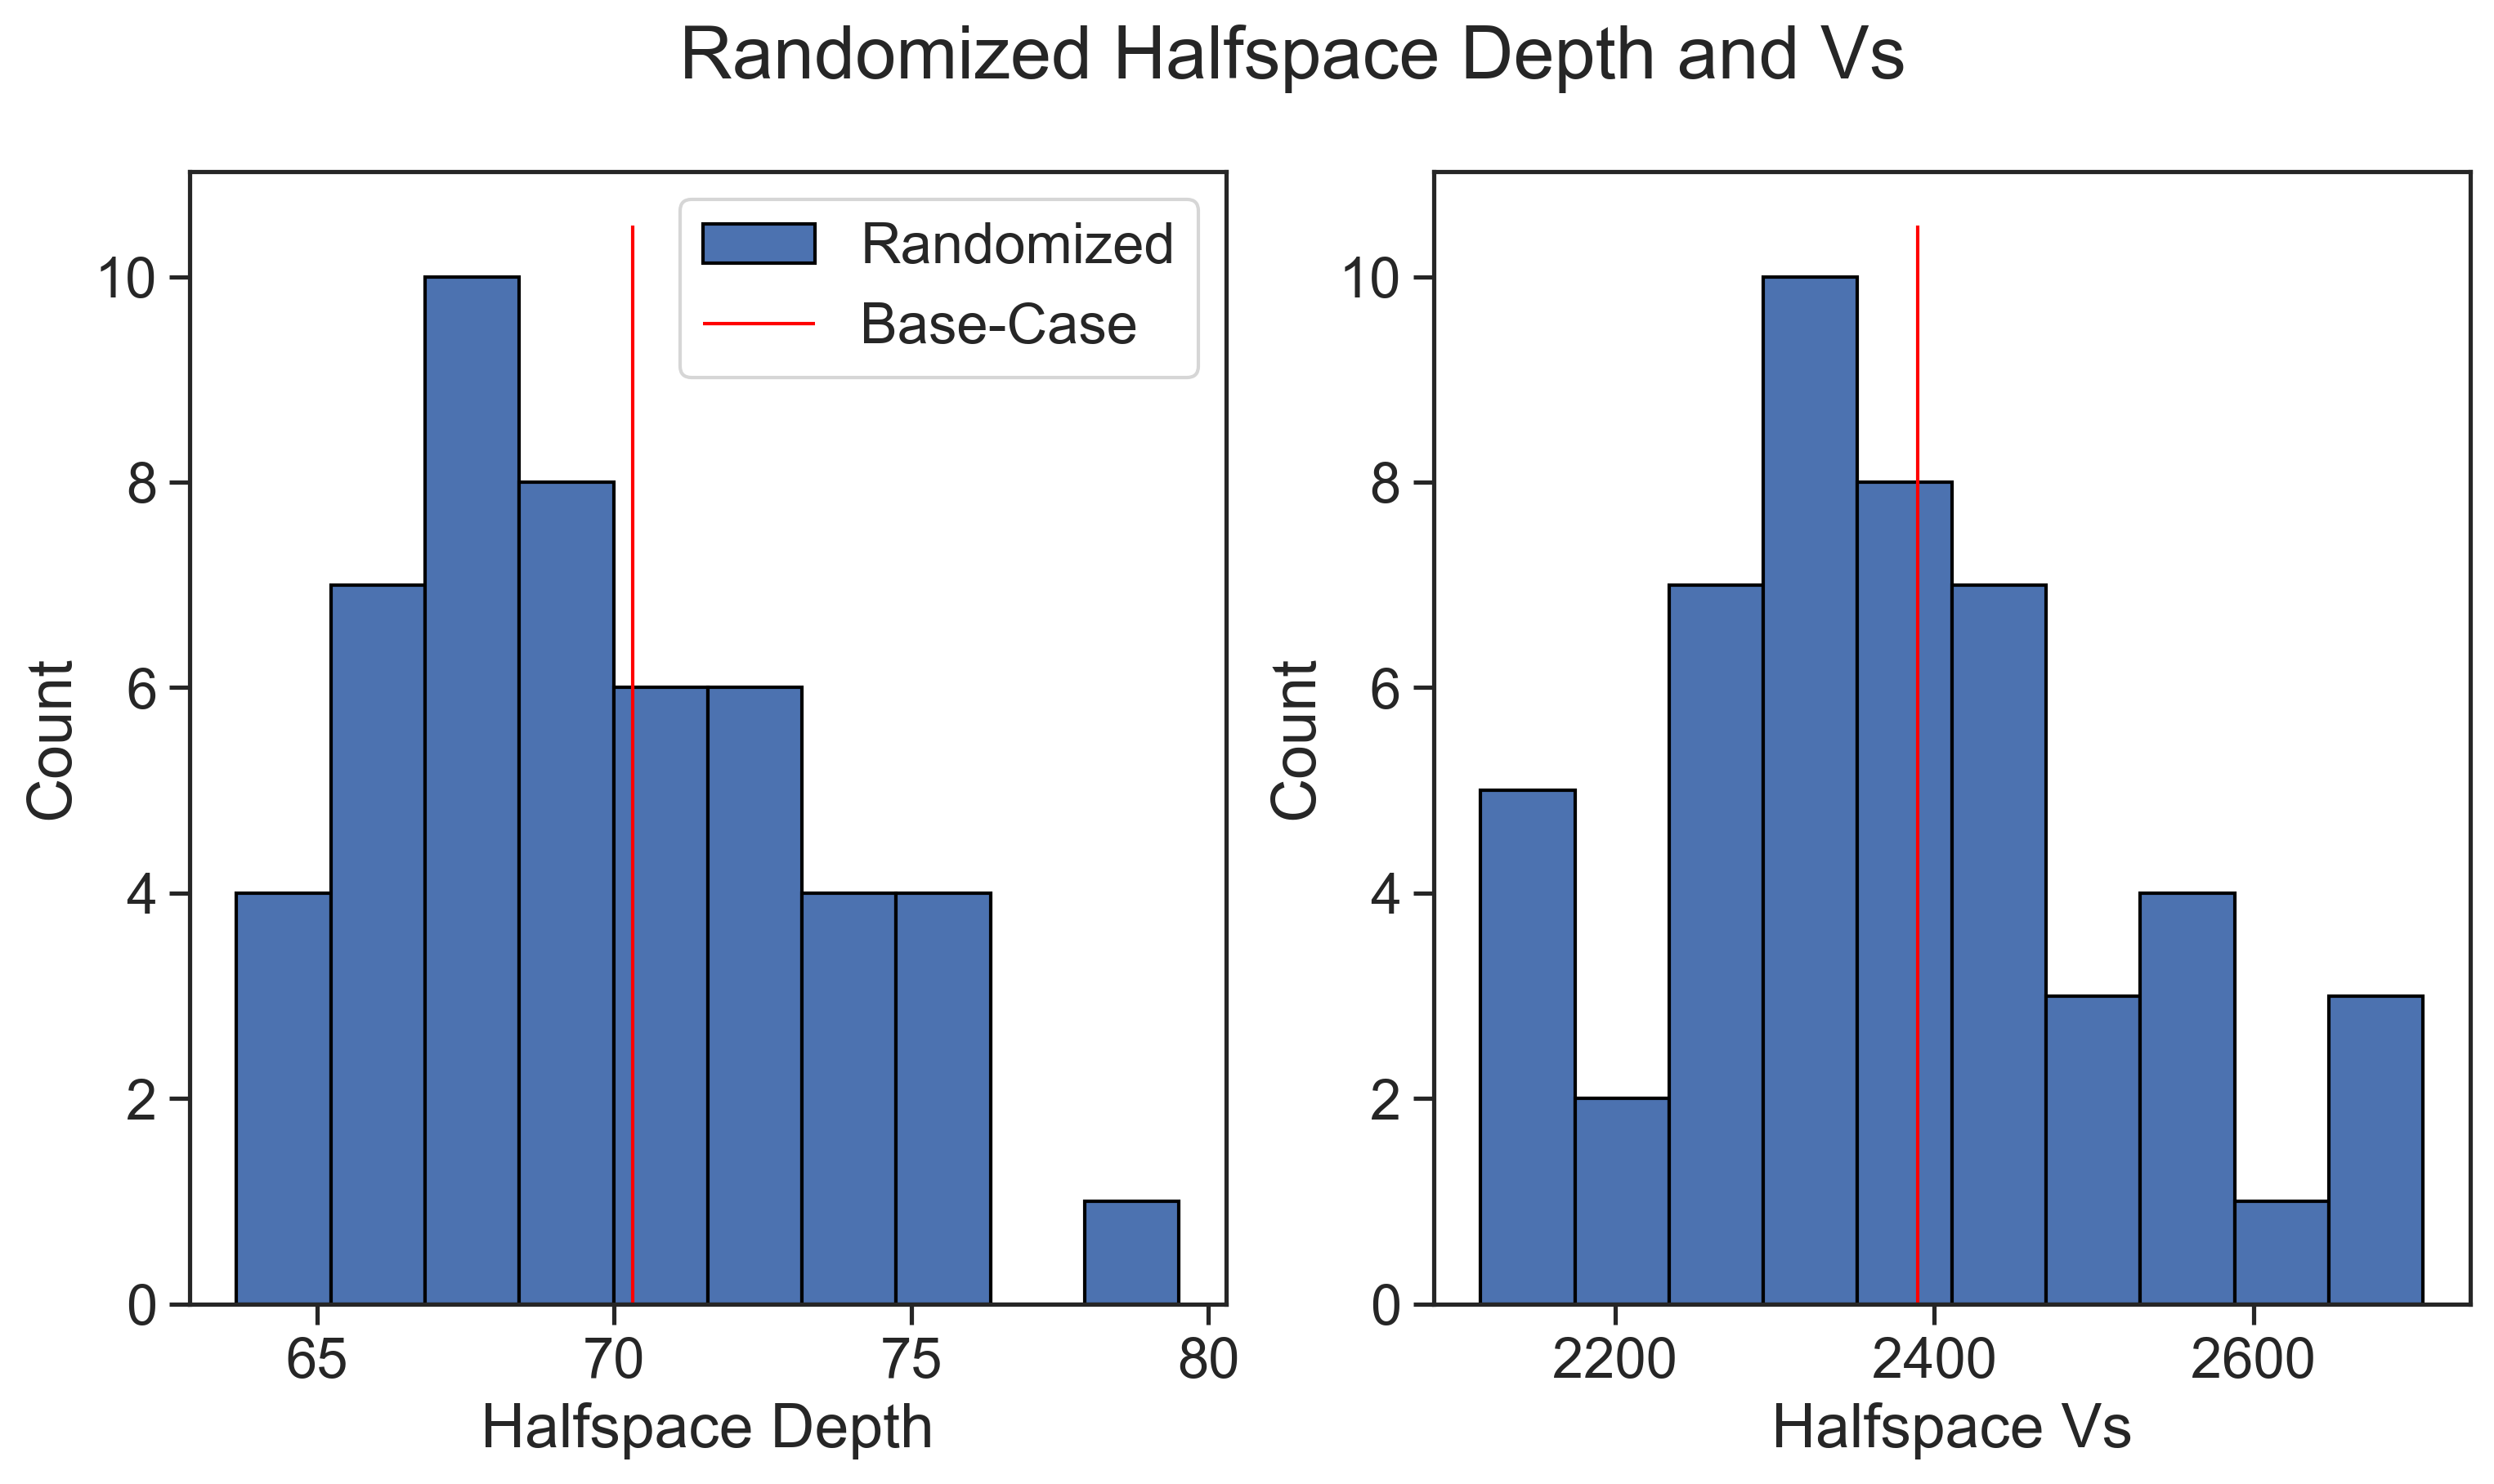 Randomized Halfspace Depth and Vs
Randomized
Base-Case
Count
10
8
6
4
2
0
65 70 75 80
Halfspace Depth
Count
10
8
6
4
2
0
2200 2400 2600
Halfspace Vs